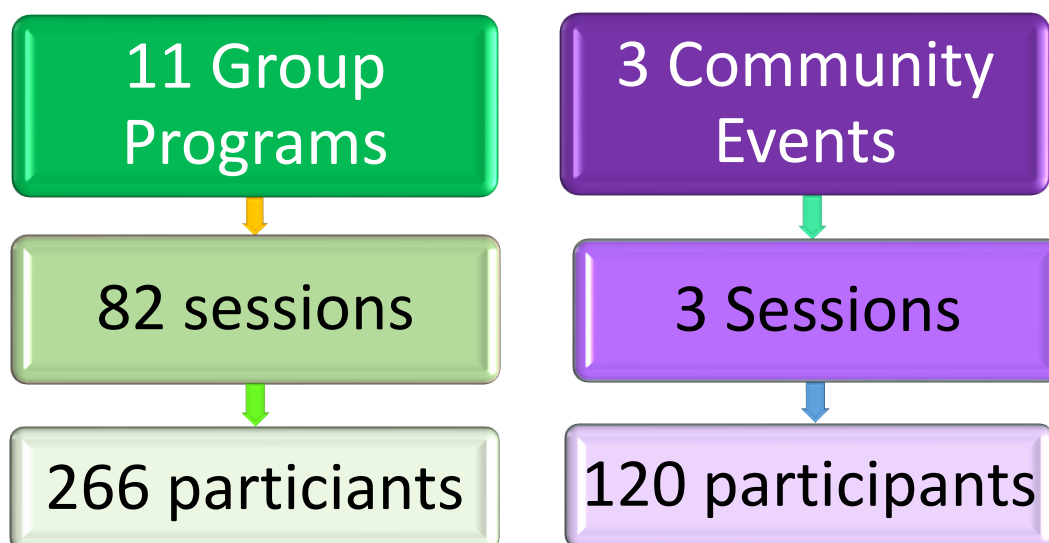 11 Group
Programs
82 sessions
266 particiants
3 Community
Events
3 Sessions
120 participants